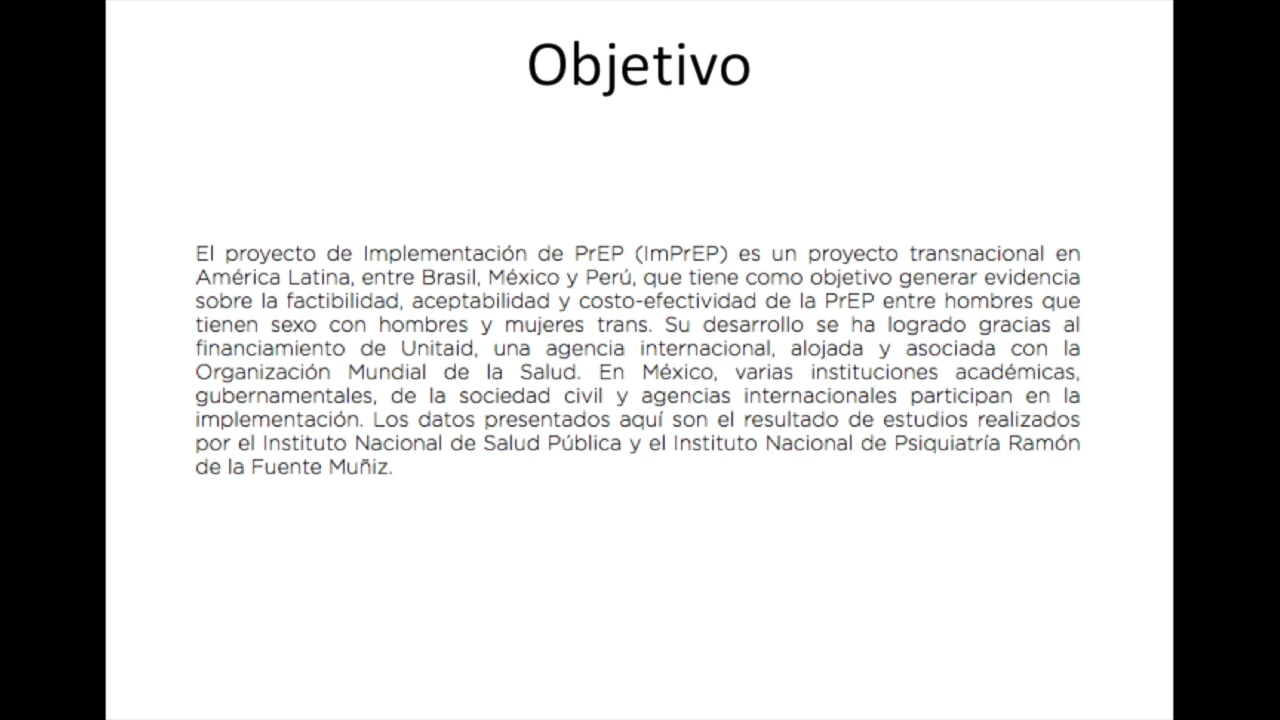 Objetivo
El proyecto de Implementación de PrEP (ImPrEP) es un proyecto transnacional en
América Latina, entre Brasil, México y Perú, que tiene como objetivo generar evidencia
sobre la factibilidad, aceptabilidad y costo-efectividad de la PrEP entre hombres que
tienen sexo con hombres y mujeres trans. Su desarrollo se ha logrado gracias al
financiamiento de Unitaid, una agencia internacional, alojada y asociada con la
Organización Mundial de la Salud. En México, varias instituciones académicas,
gubernamentales, de la sociedad civil y agencias internacionales participan en la
implementación. Los datos presentados aquí son el resultado de estudios realizados
por el Instituto Nacional de Salud Pública y el Instituto Nacional de Psiquiatría Ramón
de la Fuente Muñiz.